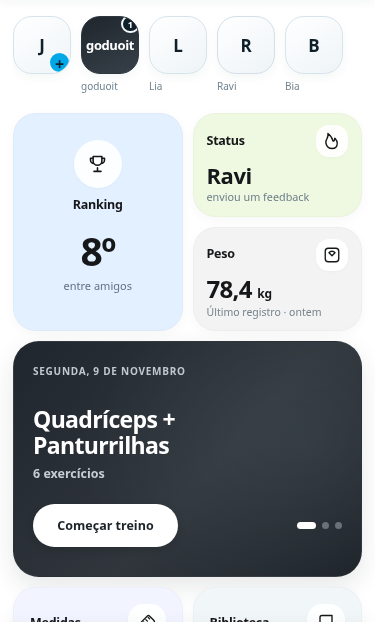 J
+
1
goduoit
L
R
B
goduoit
Lia
Ravi
Bia
Ranking
8º
entre amigos
Status
Ravi
enviou um feedback
Peso
78,4 kg
Último registro · ontem
SEGUNDA, 9 DE NOVEMBRO
Quadríceps +
Panturrilhas
6 exercícios
Começar treino
Medidas
Biblioteca